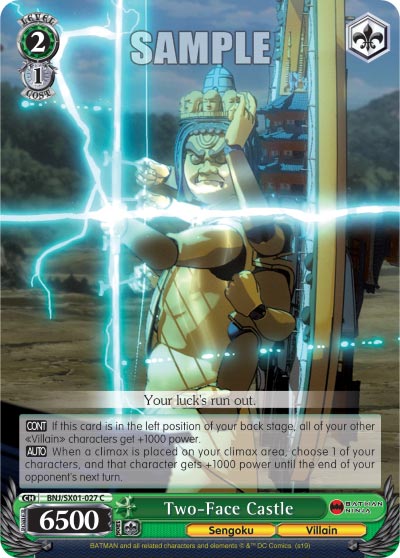 LEVEL
2
1
COST
SAMPLE
Your luck's run out.
CONT If this card is in the left position of your back stage, all of your other
«Villain» characters get +1000 power.
AUTO When a climax is placed on your climax area, choose 1 of your
characters, and that character gets +1000 power until the end of your
opponent's next turn.
CH BNJ/SX01-027 C
Two-Face Castle
BATMAN
NINJA
POWER
6500
Sengoku
Villain
BATMAN and all related characters and elements © &™ DC Comics. (s19)